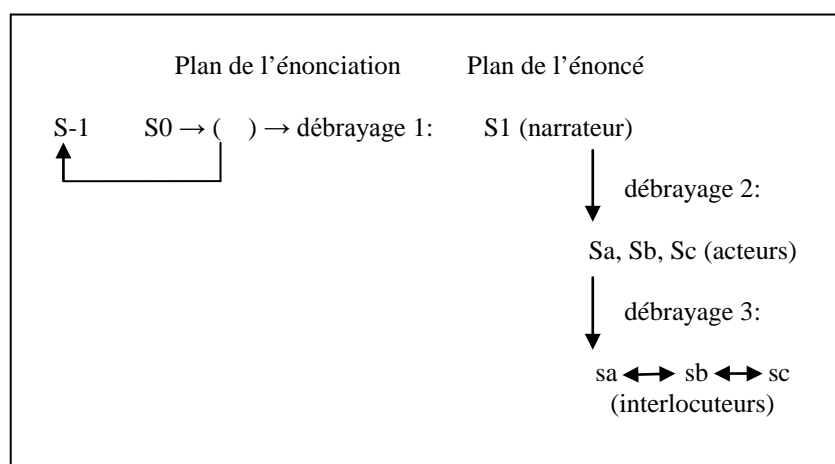 Plan de l’énonciation Plan de l’énoncé
S-1 S0 → ( ) → débrayage 1: S1 (narrateur)
débrayage 2:
Sa, Sb, Sc (acteurs)
débrayage 3:
sa sb sc
(interlocuteurs)